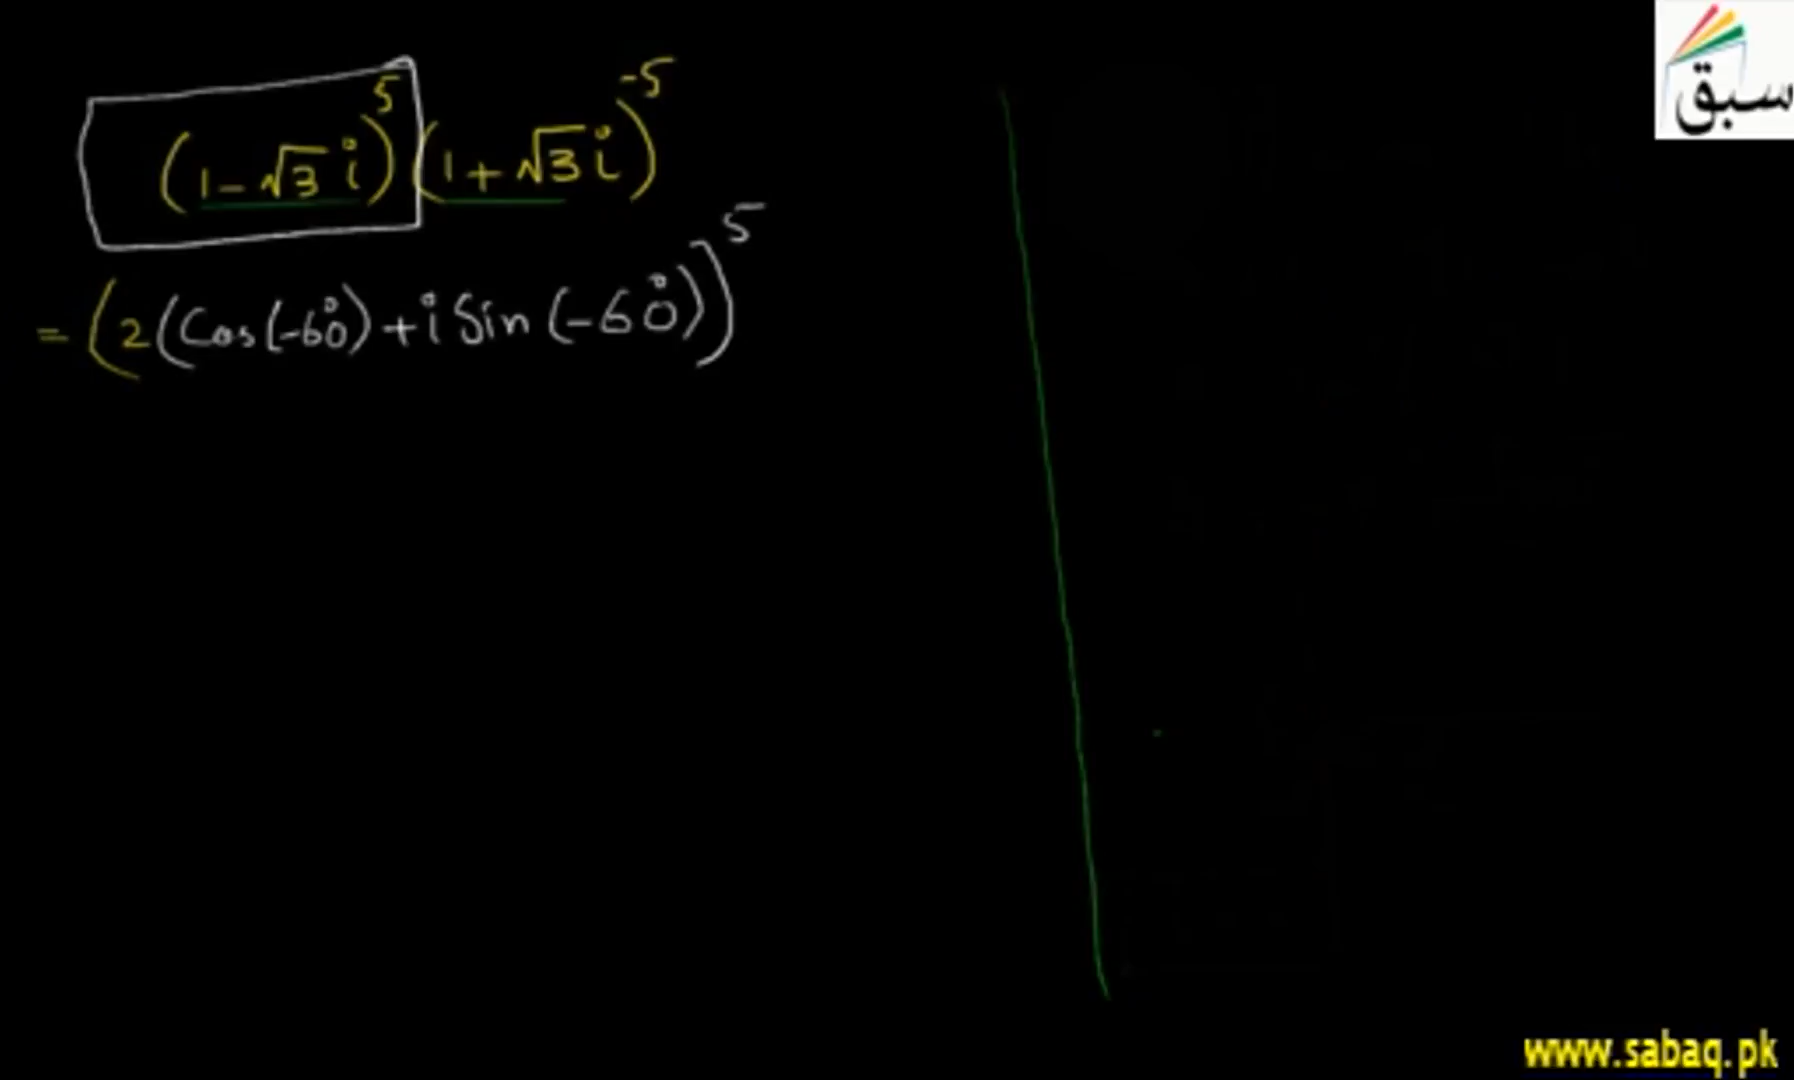 سبق
(1-√3 i)⁵(1+√3 i)⁻⁵
= (2(Cos(-60°)+i Sin(-60°))⁵
www.sabaq.pk